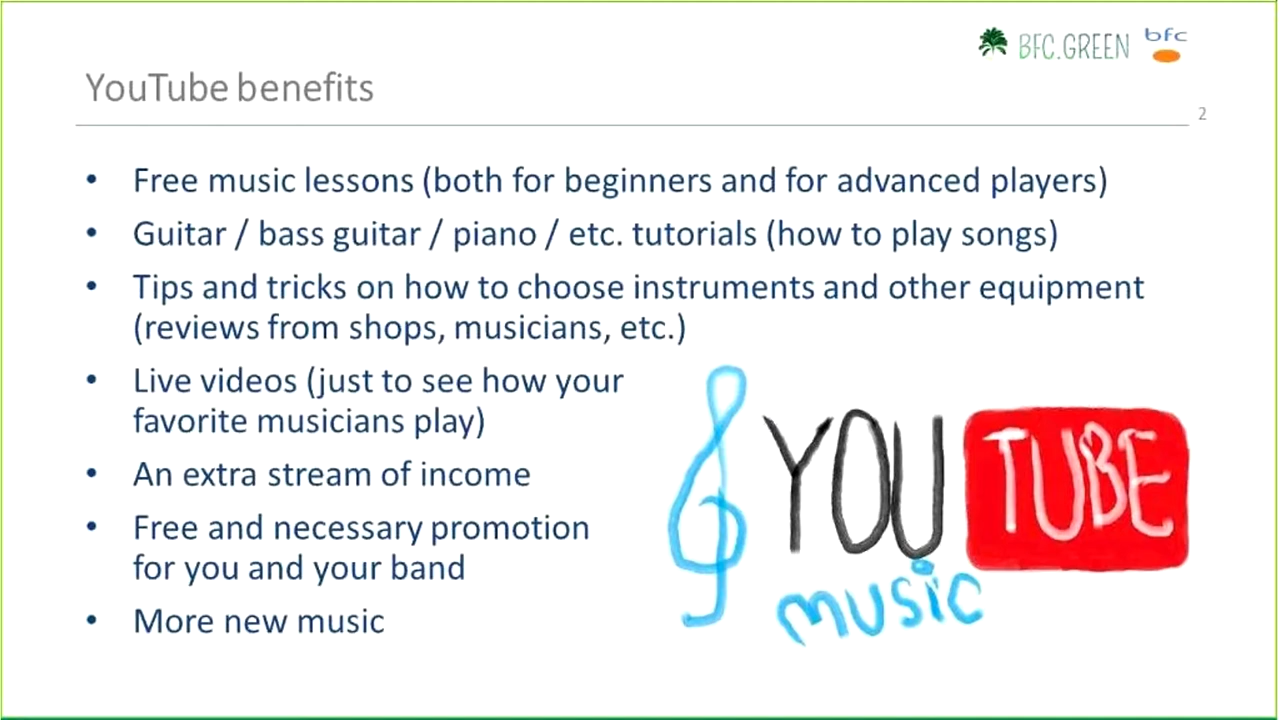 BFC.GREEN bfc
YouTube benefits
2
• Free music lessons (both for beginners and for advanced players)
• Guitar / bass guitar / piano / etc. tutorials (how to play songs)
• Tips and tricks on how to choose instruments and other equipment
(reviews from shops, musicians, etc.)
• Live videos (just to see how your
favorite musicians play)
• An extra stream of income
• Free and necessary promotion
for you and your band
• More new music
YOU TUBE
music